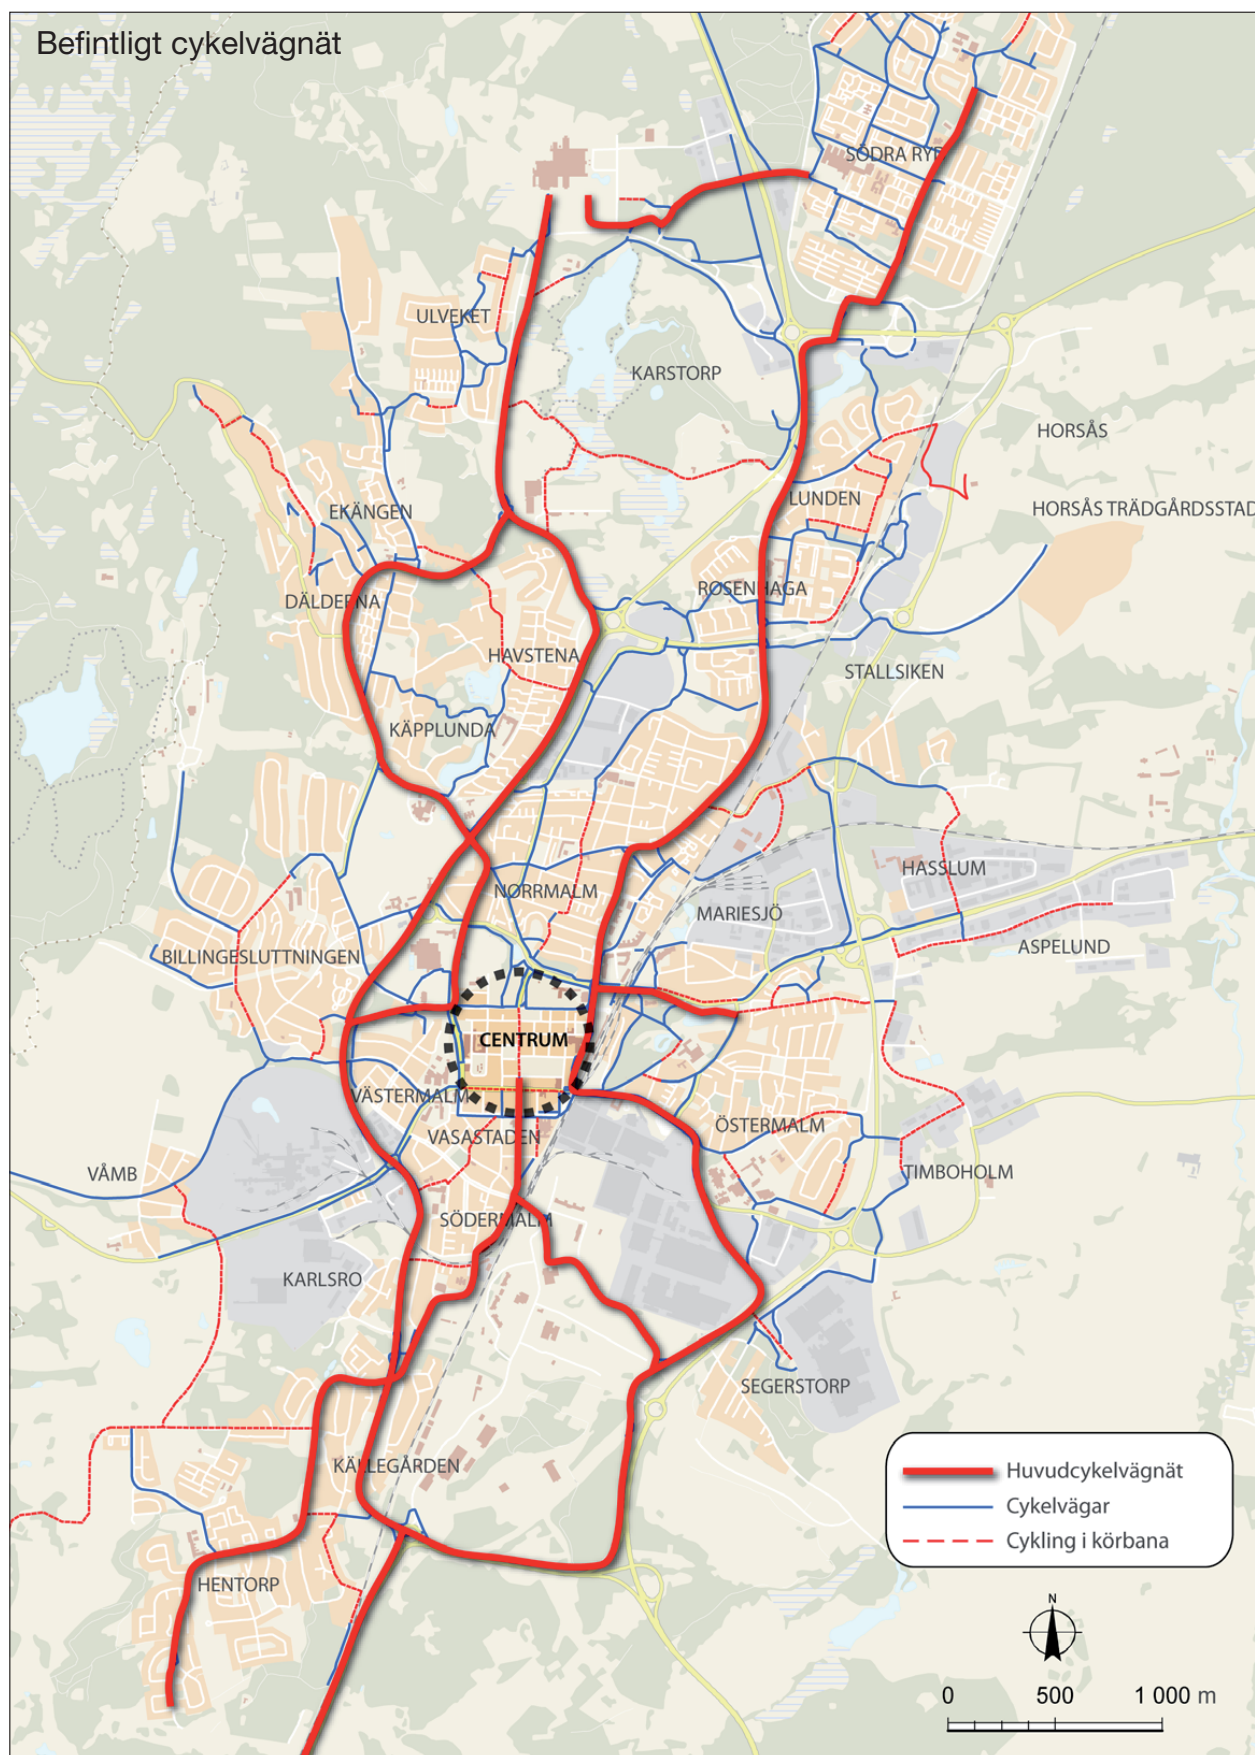 Befintligt cykelvägnät
SÖDRA RYD
ULVEKET
KARSTORP
HORSÅS
LUNDEN
HORSÅS TRÄDGÅRDSSTAD
EKÄNGEN
ROSENHAGA
DÄLDERNA
HAVSTENA
STALLSIKEN
KÄPPLUNDA
HASSLUM
NORRMALM
MARIESJÖ
ASPELUND
BILLINGESLUTTNINGEN
CENTRUM
VÄSTERMALM
ÖSTERMALM
VASASTADEN
VÅMB
TIMBOHOLM
SÖDERMALM
KARLSRO
SEGERSTORP
KÄLLEGÅRDEN
HENTORP
Huvudcykelvägnät
Cykelvägar
Cykling i körbana
N
0 500 1 000 m